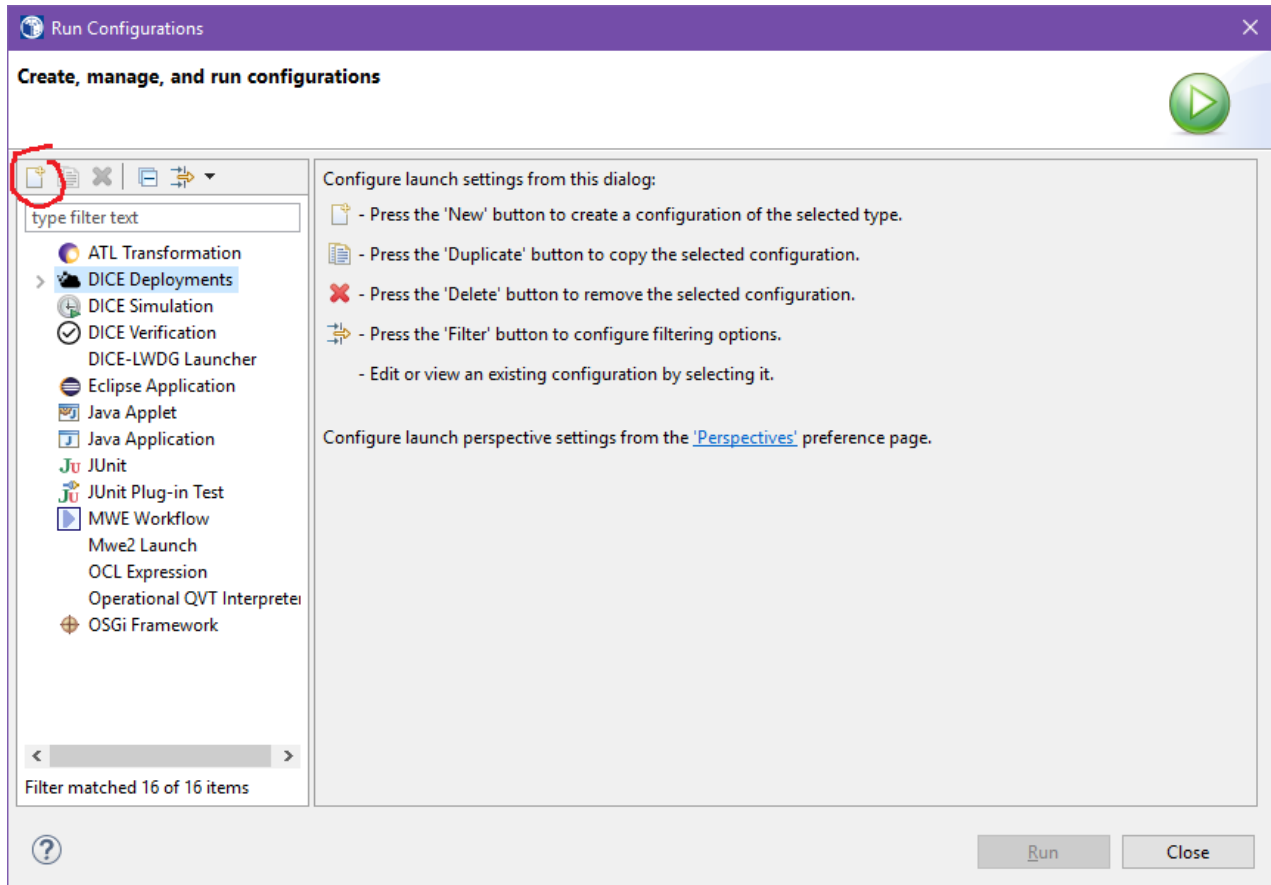 Run Configurations
Create, manage, and run configurations
type filter text
ATL Transformation
DICE Deployments
DICE Simulation
DICE Verification
DICE-LWDG Launcher
Eclipse Application
Java Applet
Java Application
JU JUnit
JU JUnit Plug-in Test
MWE Workflow
Mwe2 Launch
OCL Expression
Operational QVT Interpreter
OSGi Framework
Filter matched 16 of 16 items
Configure launch settings from this dialog:
- Press the 'New' button to create a configuration of the selected type.
- Press the 'Duplicate' button to copy the selected configuration.
- Press the 'Delete' button to remove the selected configuration.
- Press the 'Filter' button to configure filtering options.
- Edit or view an existing configuration by selecting it.
Configure launch perspective settings from the 'Perspectives' preference page.
Run
Close